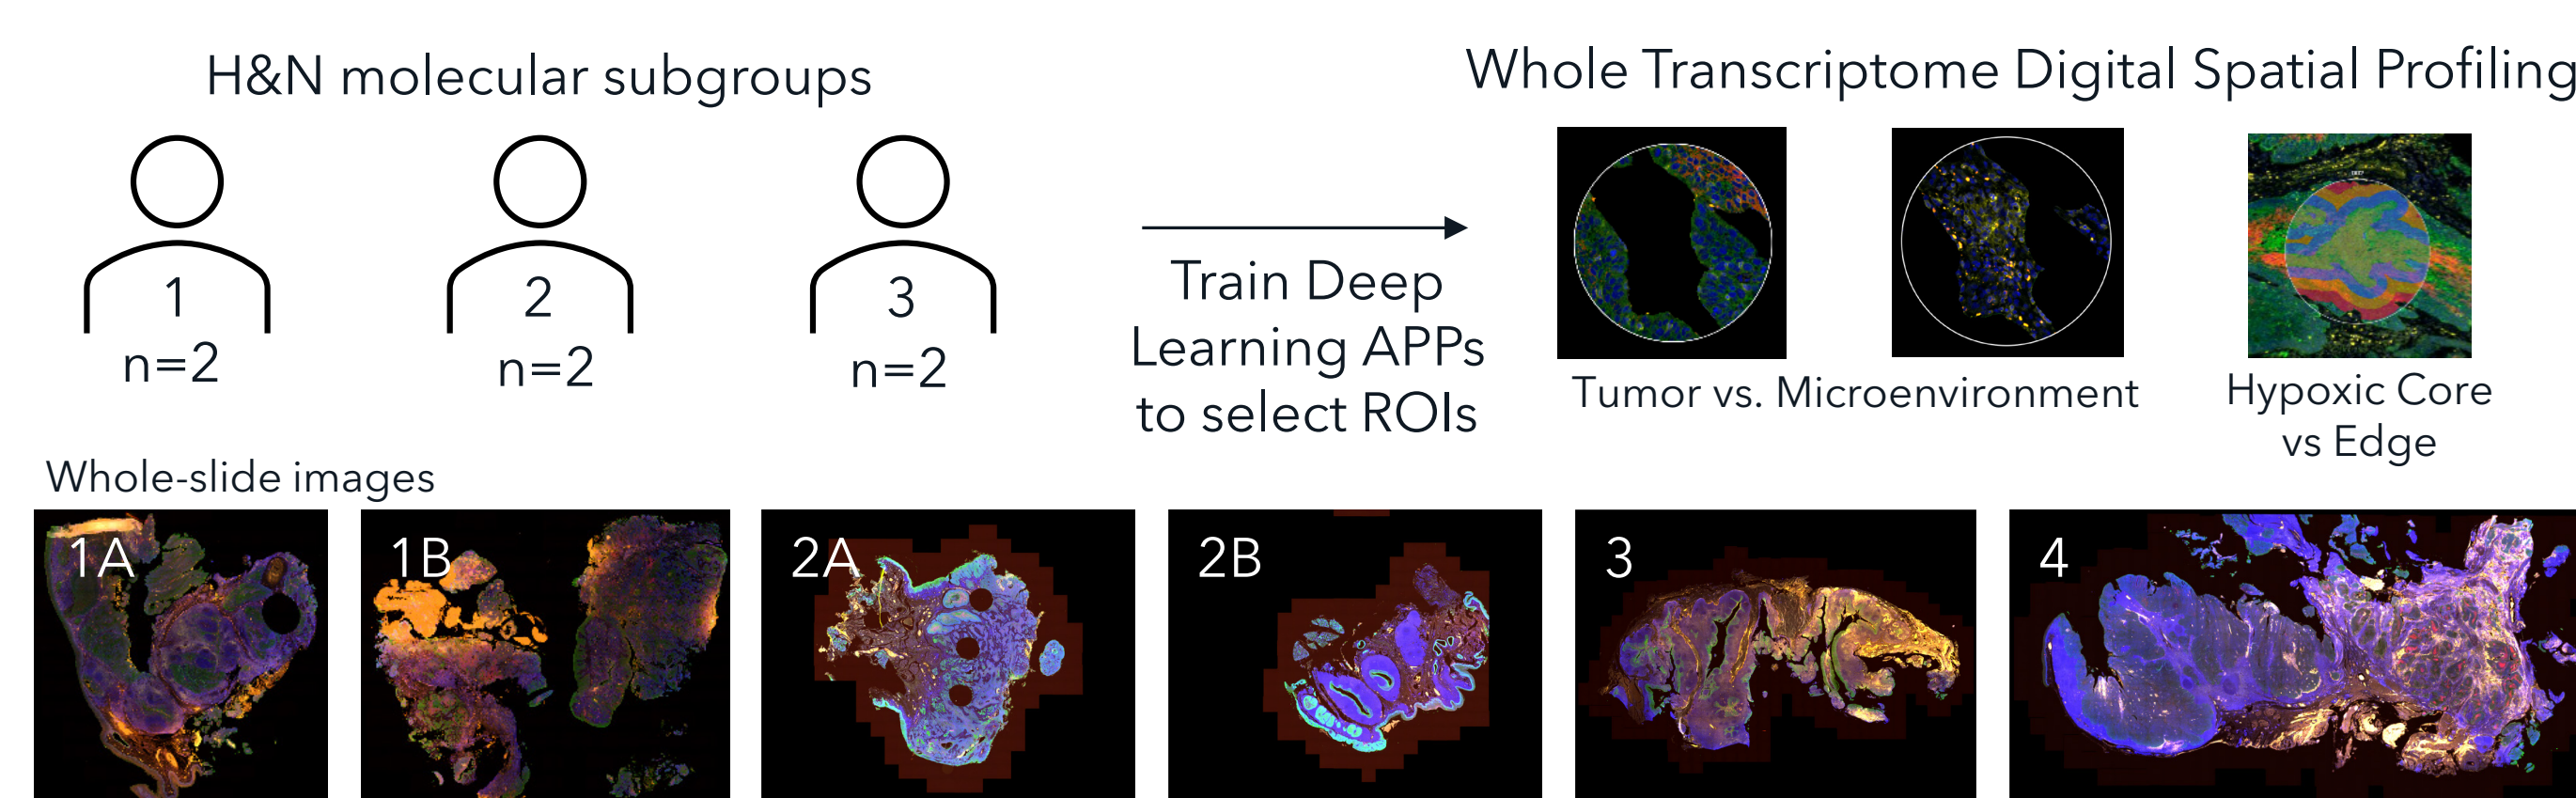 H&N molecular subgroups
Whole Transcriptome Digital Spatial Profiling
1
2
3
n=2
n=2
n=2
Train Deep
Learning APPs
to select ROIs
Tumor vs. Microenvironment
Hypoxic Core
vs Edge
Whole-slide images
1A
1B
2A
2B
3
4